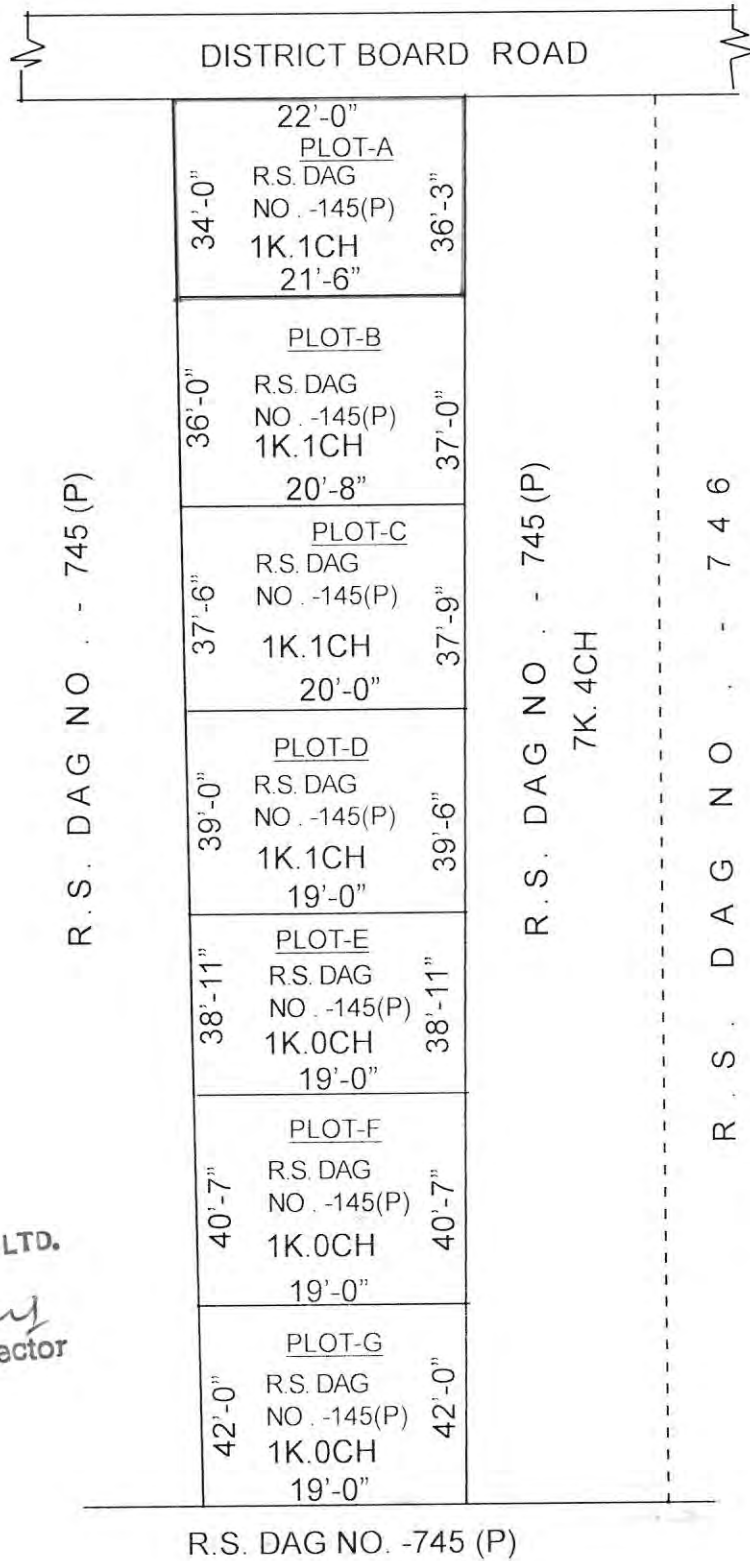 DISTRICT BOARD ROAD
22'-0"
PLOT-A
34'-0"
R.S. DAG
NO . -145(P)
36'-3"
1K.1CH
21'-6"
PLOT-B
36'-0"
R.S. DAG
NO . -145(P)
37'-0"
1K.1CH
20'-8"
PLOT-C
37'-6"
R.S. DAG
NO . -145(P)
37'-9"
1K.1CH
20'-0"
PLOT-D
39'-0"
R.S. DAG
NO . -145(P)
39'-6"
1K.1CH
19'-0"
PLOT-E
38'-11"
R.S. DAG
NO . -145(P)
38'-11"
1K.0CH
19'-0"
PLOT-F
40'-7"
R.S. DAG
NO . -145(P)
40'-7"
1K.0CH
19'-0"
PLOT-G
42'-0"
R.S. DAG
NO . -145(P)
42'-0"
1K.0CH
19'-0"
R.S. DAG NO . - 745 (P)
R.S. DAG NO . - 745 (P)
7K. 4CH
R . S . DAG NO . - 746
LTD.
ector
R.S. DAG NO. -745 (P)